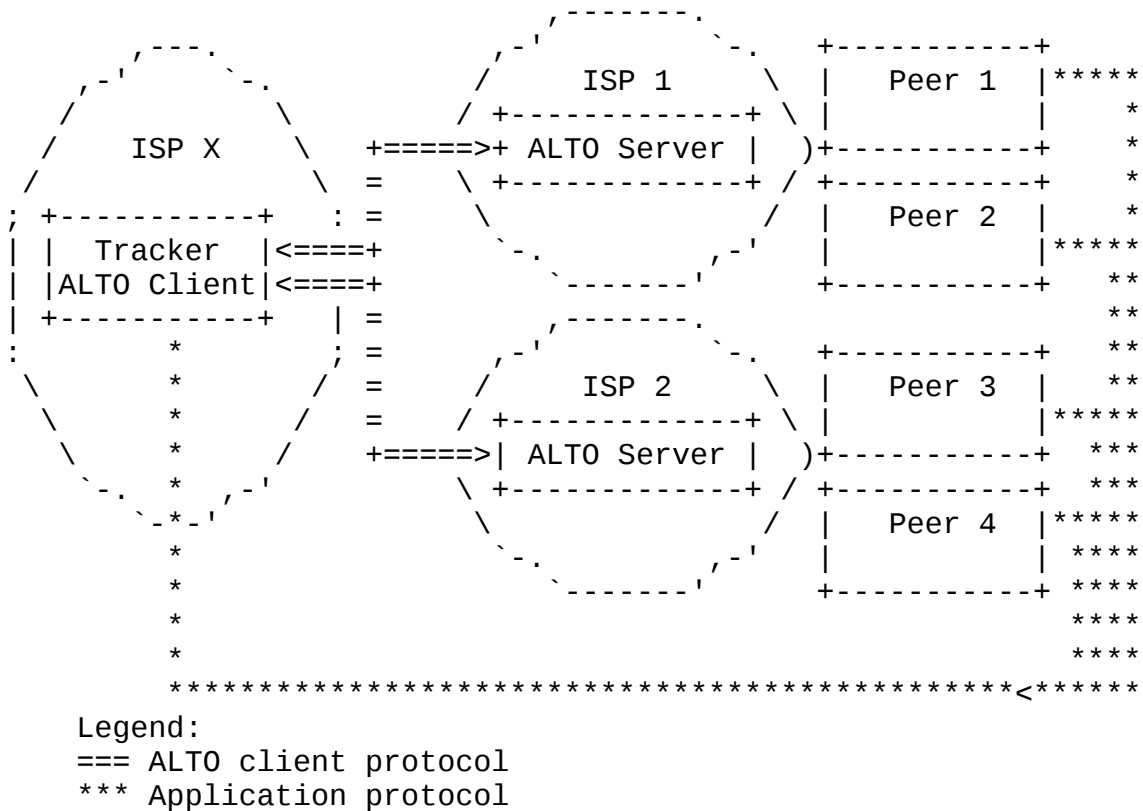 ISP 1
Peer 1
ISP X
ALTO Server
Peer 2
Tracker
ALTO Client
ISP 2
Peer 3
ALTO Server
Peer 4
Legend:
=== ALTO client protocol
*** Application protocol